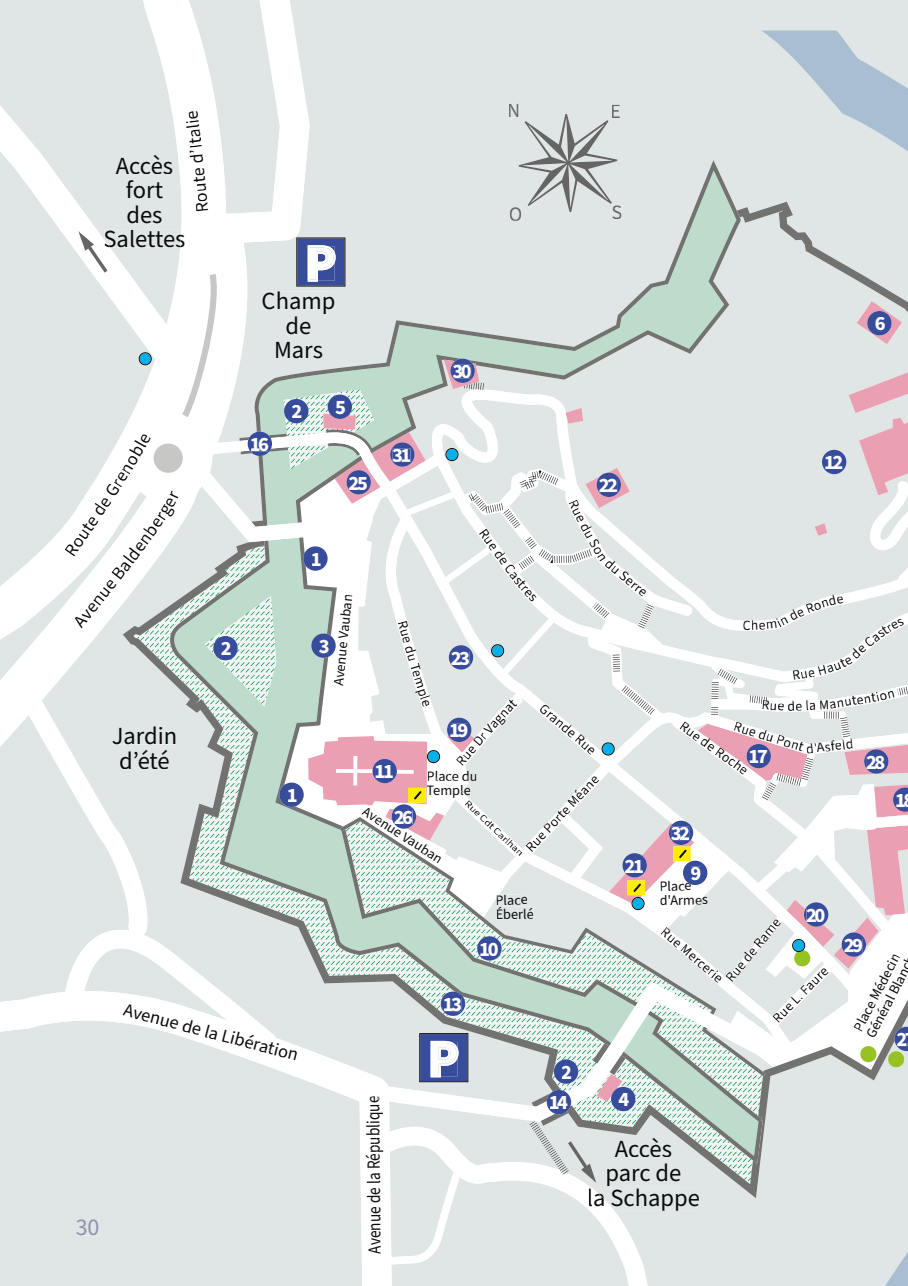 Route d'Italie
N
E
O
S
Accès
fort
des
Salettes
P
Champ
de
Mars
6
30
2
5
16
31
25
12
22
Route de Grenoble
Avenue Baldenberger
1
Rue de Castres
Rue du Son du Serre
Chemin de Ronde
Rue Haute de Castres
Rue de la Manutention
2
3
Avenue Vauban
Rue du Temple
23
19
Rue Dr Vagnat
Grande Rue
Rue du Pont d'Asfeld
Rue de Roche
17
28
18
Jardin
d'été
11
Place du
Temple
1
26
Avenue Vauban
Rue Cdt Carlhan
Rue Porte Méane
32
21
9
Place
d'Armes
Place
Éberlé
20
29
10
Rue Mercerie
Rue de Rame
Rue L. Faure
Place Médecin
Général Blanc
27
13
Avenue de la Libération
P
2
14
4
Avenue de la République
Accès
parc de
la Schappe
30